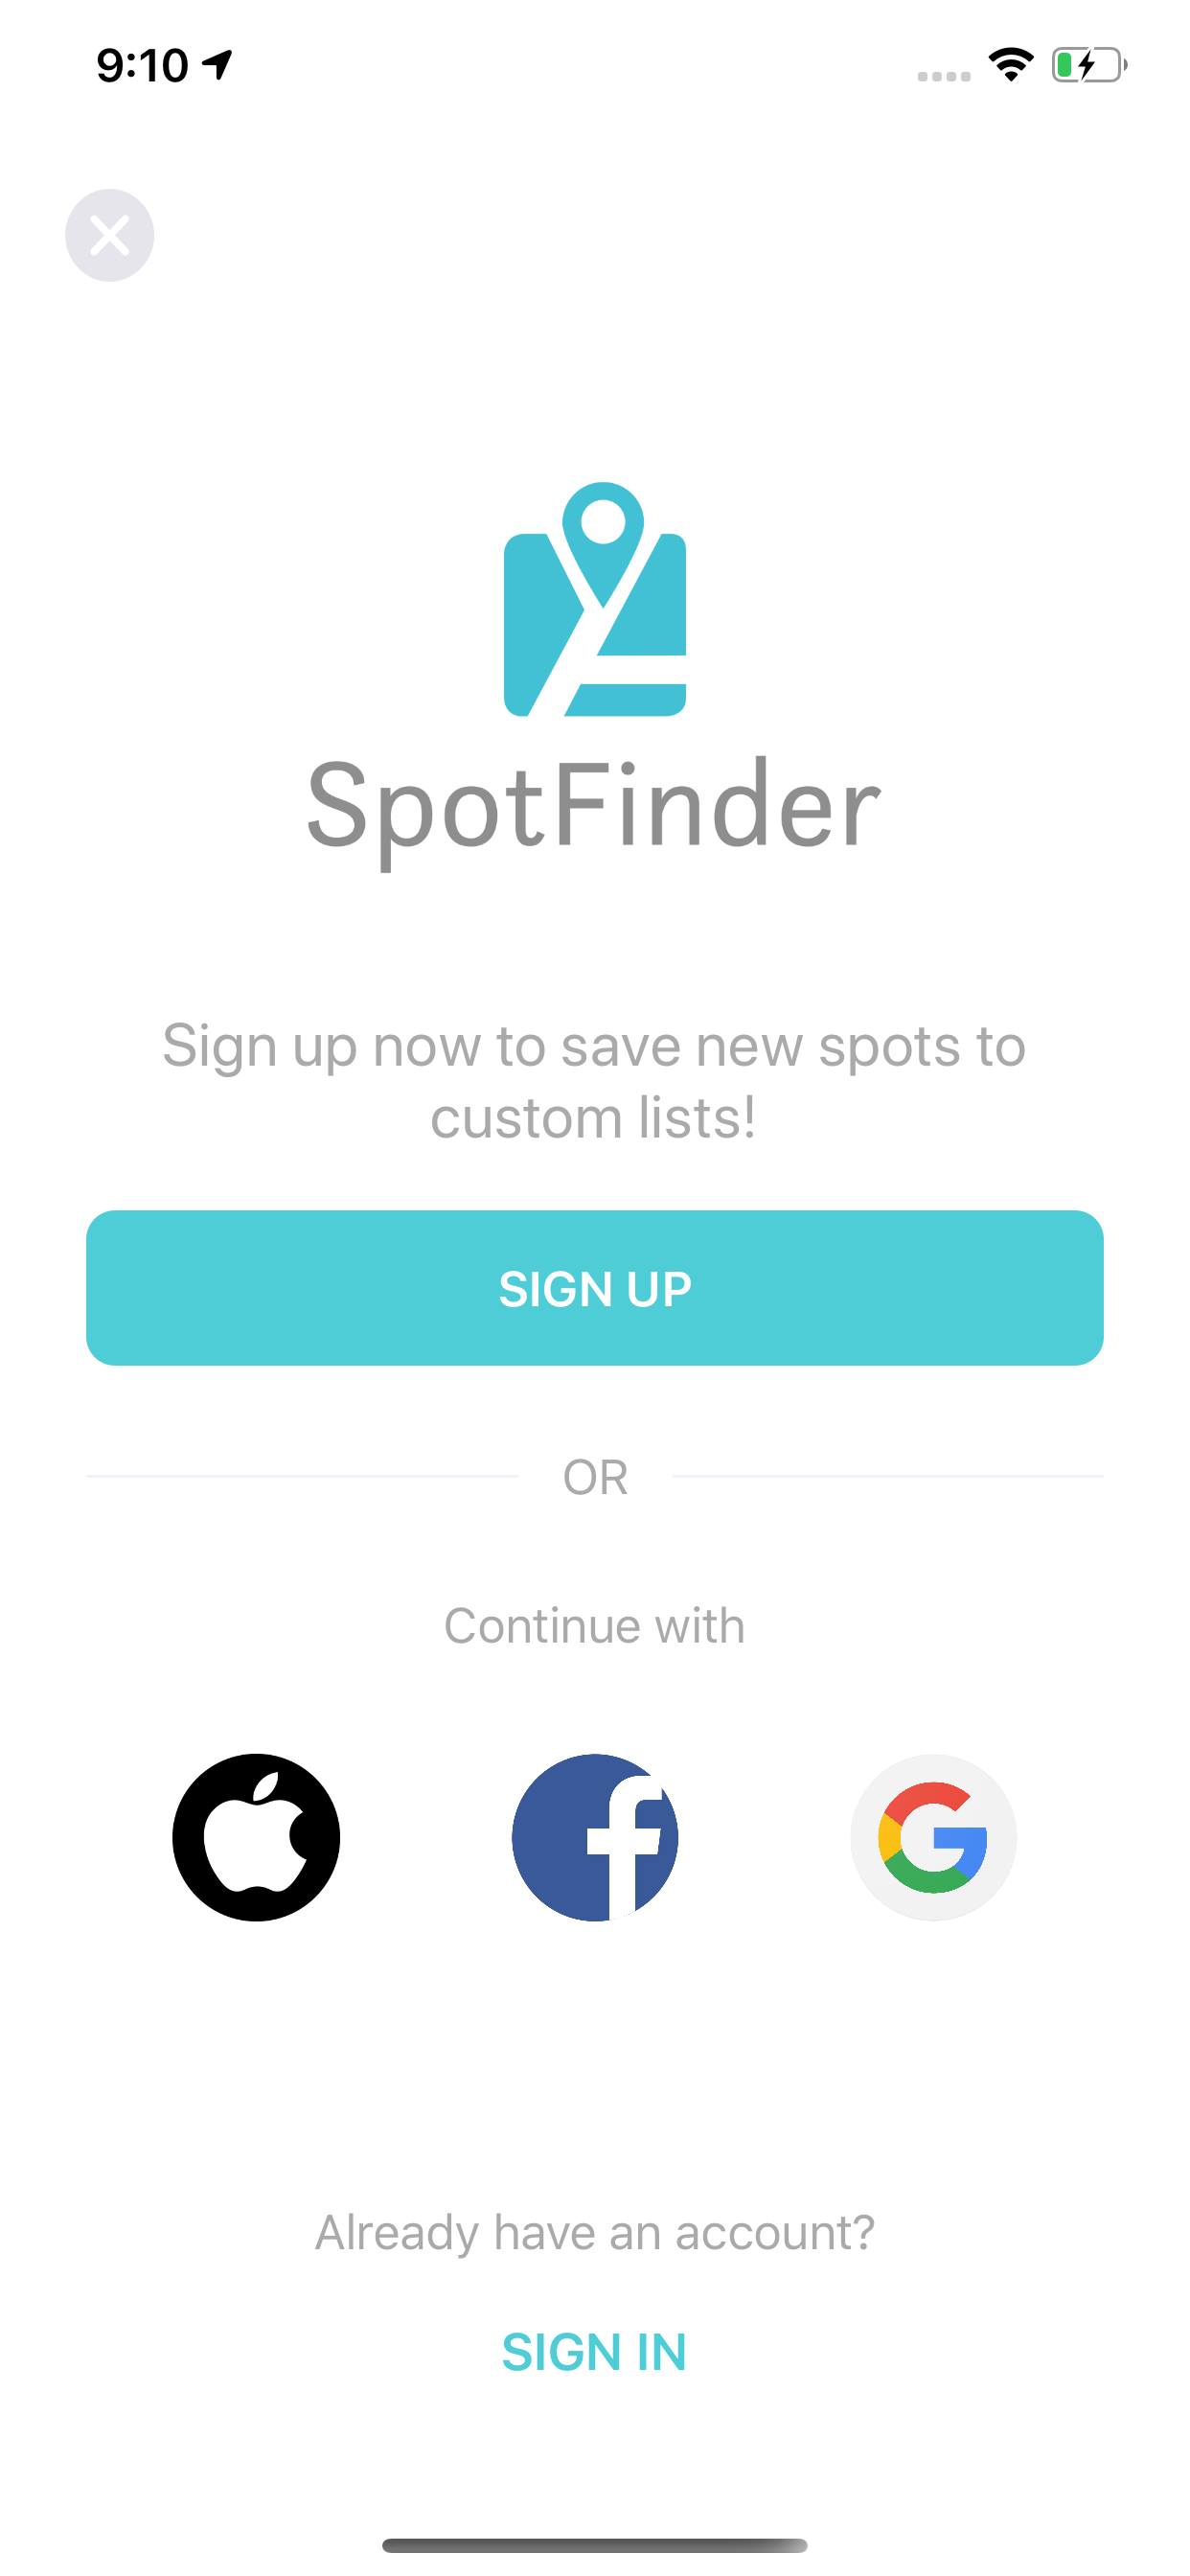 9:10
SpotFinder
Sign up now to save new spots to
custom lists!
SIGN UP
OR
Continue with
Already have an account?
SIGN IN